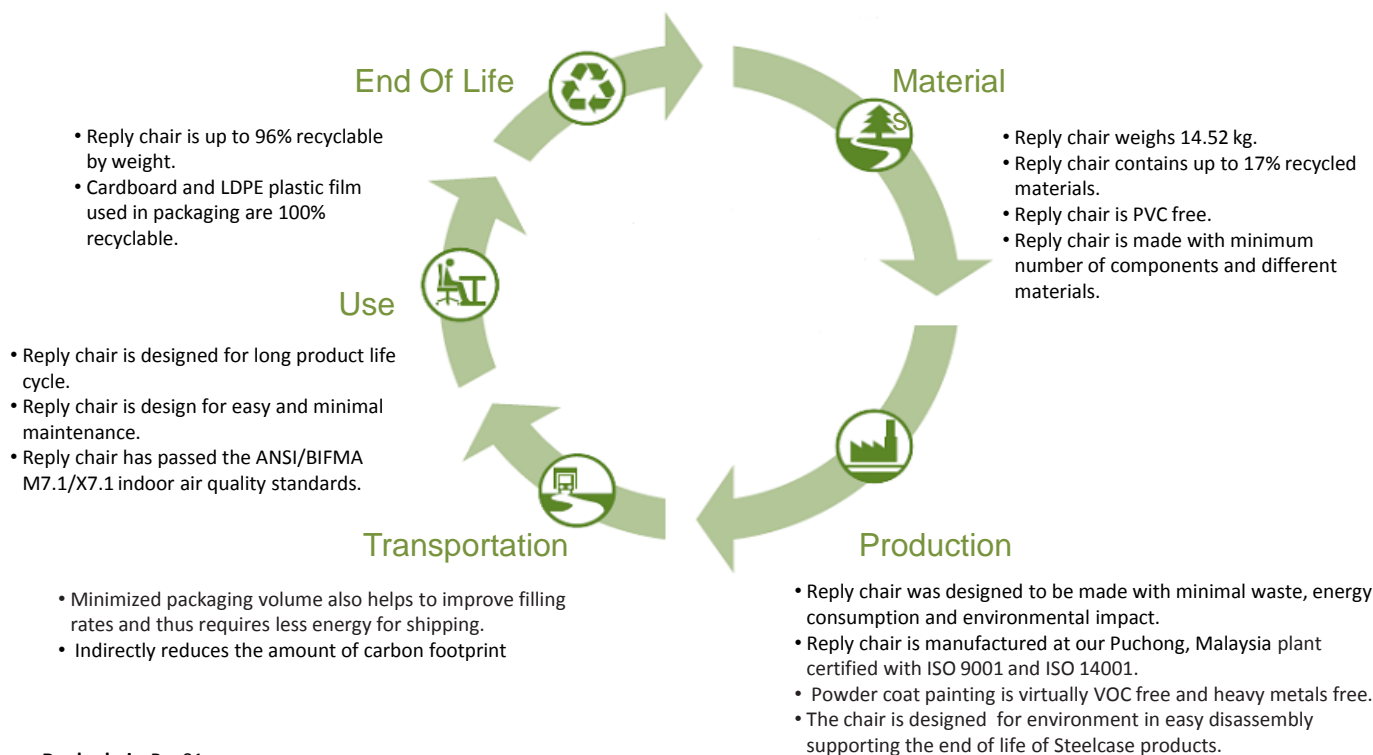 End Of Life
• Reply chair is up to 96% recyclable
by weight.
• Cardboard and LDPE plastic film
used in packaging are 100%
recyclable.
Material
s
• Reply chair weighs 14.52 kg.
• Reply chair contains up to 17% recycled
materials.
• Reply chair is PVC free.
• Reply chair is made with minimum
number of components and different
materials.
Use
• Reply chair is designed for long product life
cycle.
• Reply chair is design for easy and minimal
maintenance.
• Reply chair has passed the ANSI/BIFMA
M7.1/X7.1 indoor air quality standards.
Transportation
• Minimized packaging volume also helps to improve filling
rates and thus requires less energy for shipping.
• Indirectly reduces the amount of carbon footprint
Production
• Reply chair was designed to be made with minimal waste, energy
consumption and environmental impact.
• Reply chair is manufactured at our Puchong, Malaysia plant
certified with ISO 9001 and ISO 14001.
• Powder coat painting is virtually VOC free and heavy metals free.
• The chair is designed for environment in easy disassembly
supporting the end of life of Steelcase products.